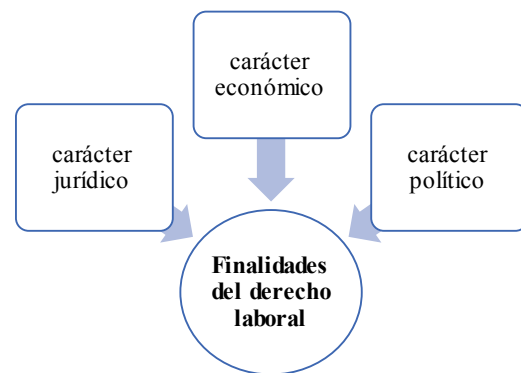 carácter
económico
carácter
jurídico
carácter
político
Finalidades
del derecho
laboral